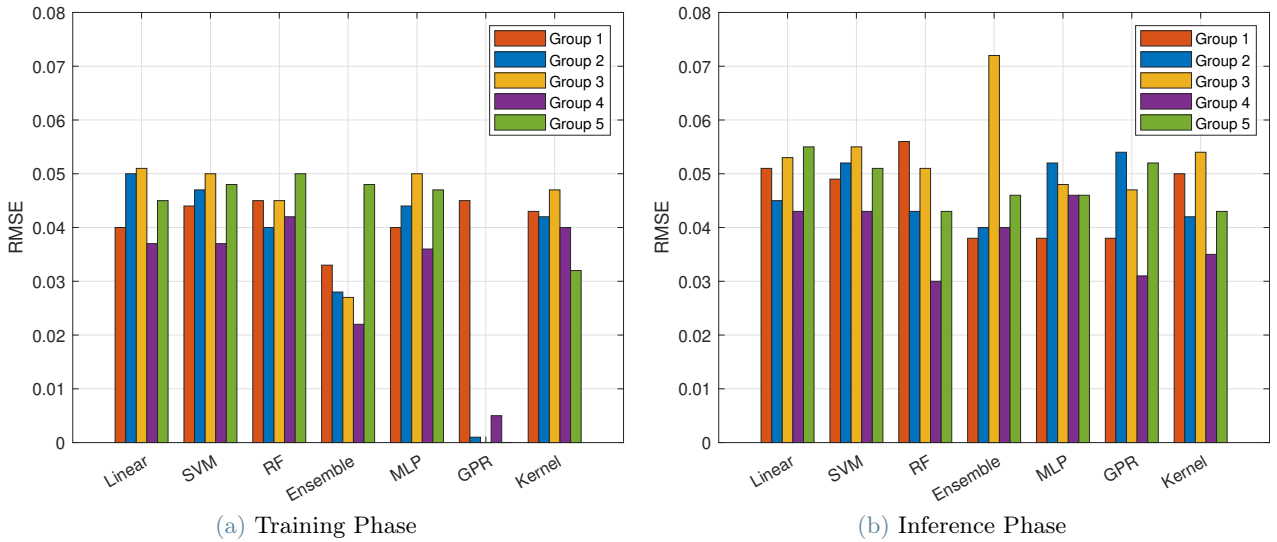 0.08
0.07
0.06
0.05
0.04
0.03
0.02
0.01
0
RMSE
Group 1
Group 2
Group 3
Group 4
Group 5
Linear
SVM
RF
Ensemble
MLP
GPR
Kernel
(a) Training Phase
0.08
0.07
0.06
0.05
0.04
0.03
0.02
0.01
0
RMSE
Group 1
Group 2
Group 3
Group 4
Group 5
Linear
SVM
RF
Ensemble
MLP
GPR
Kernel
(b) Inference Phase